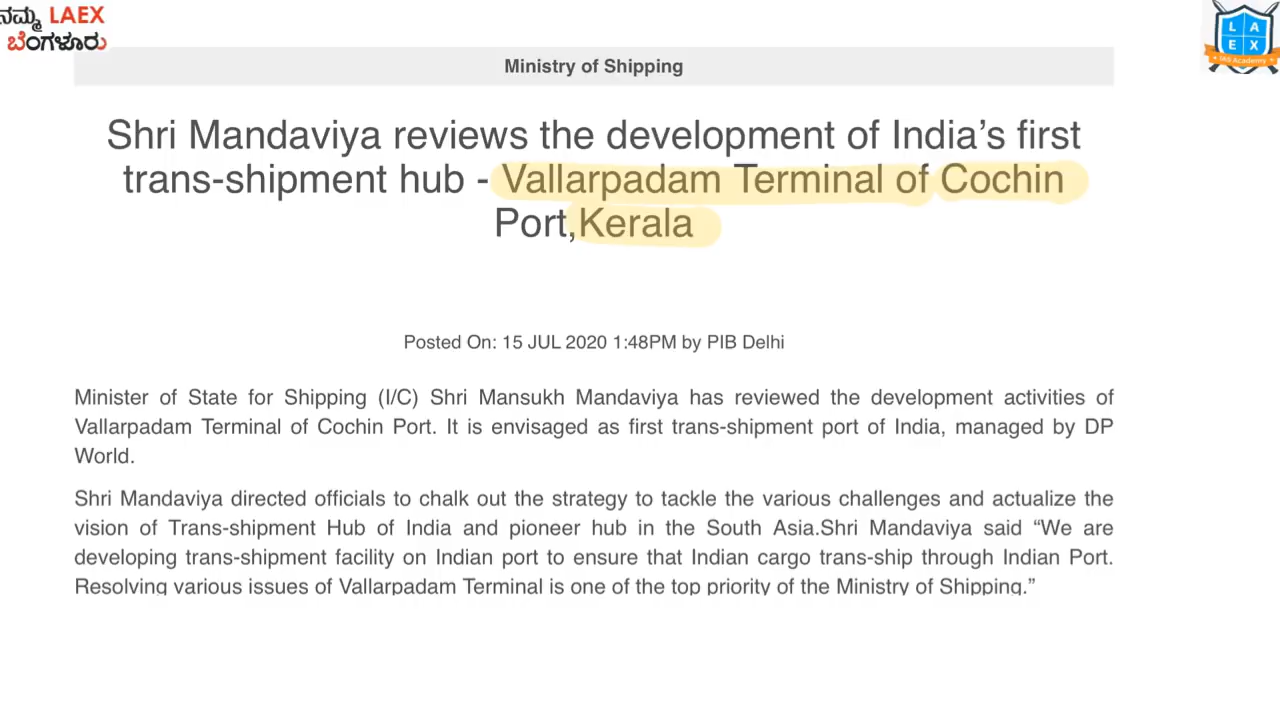 ನಮ್ಮ LAEX
ಬೆಂಗಳೂರು
L A
E X
Skill Academy
Ministry of Shipping
Shri Mandaviya reviews the development of India’s first
trans-shipment hub - Vallarpadam Terminal of Cochin
Port,Kerala
Posted On: 15 JUL 2020 1:48PM by PIB Delhi
Minister of State for Shipping (I/C) Shri Mansukh Mandaviya has reviewed the development activities of
Vallarpadam Terminal of Cochin Port. It is envisaged as first trans-shipment port of India, managed by DP
World.
Shri Mandaviya directed officials to chalk out the strategy to tackle the various challenges and actualize the
vision of Trans-shipment Hub of India and pioneer hub in the South Asia.Shri Mandaviya said “We are
developing trans-shipment facility on Indian port to ensure that Indian cargo trans-ship through Indian Port.
Resolving various issues of Vallarpadam Terminal is one of the top priority of the Ministry of Shipping.”